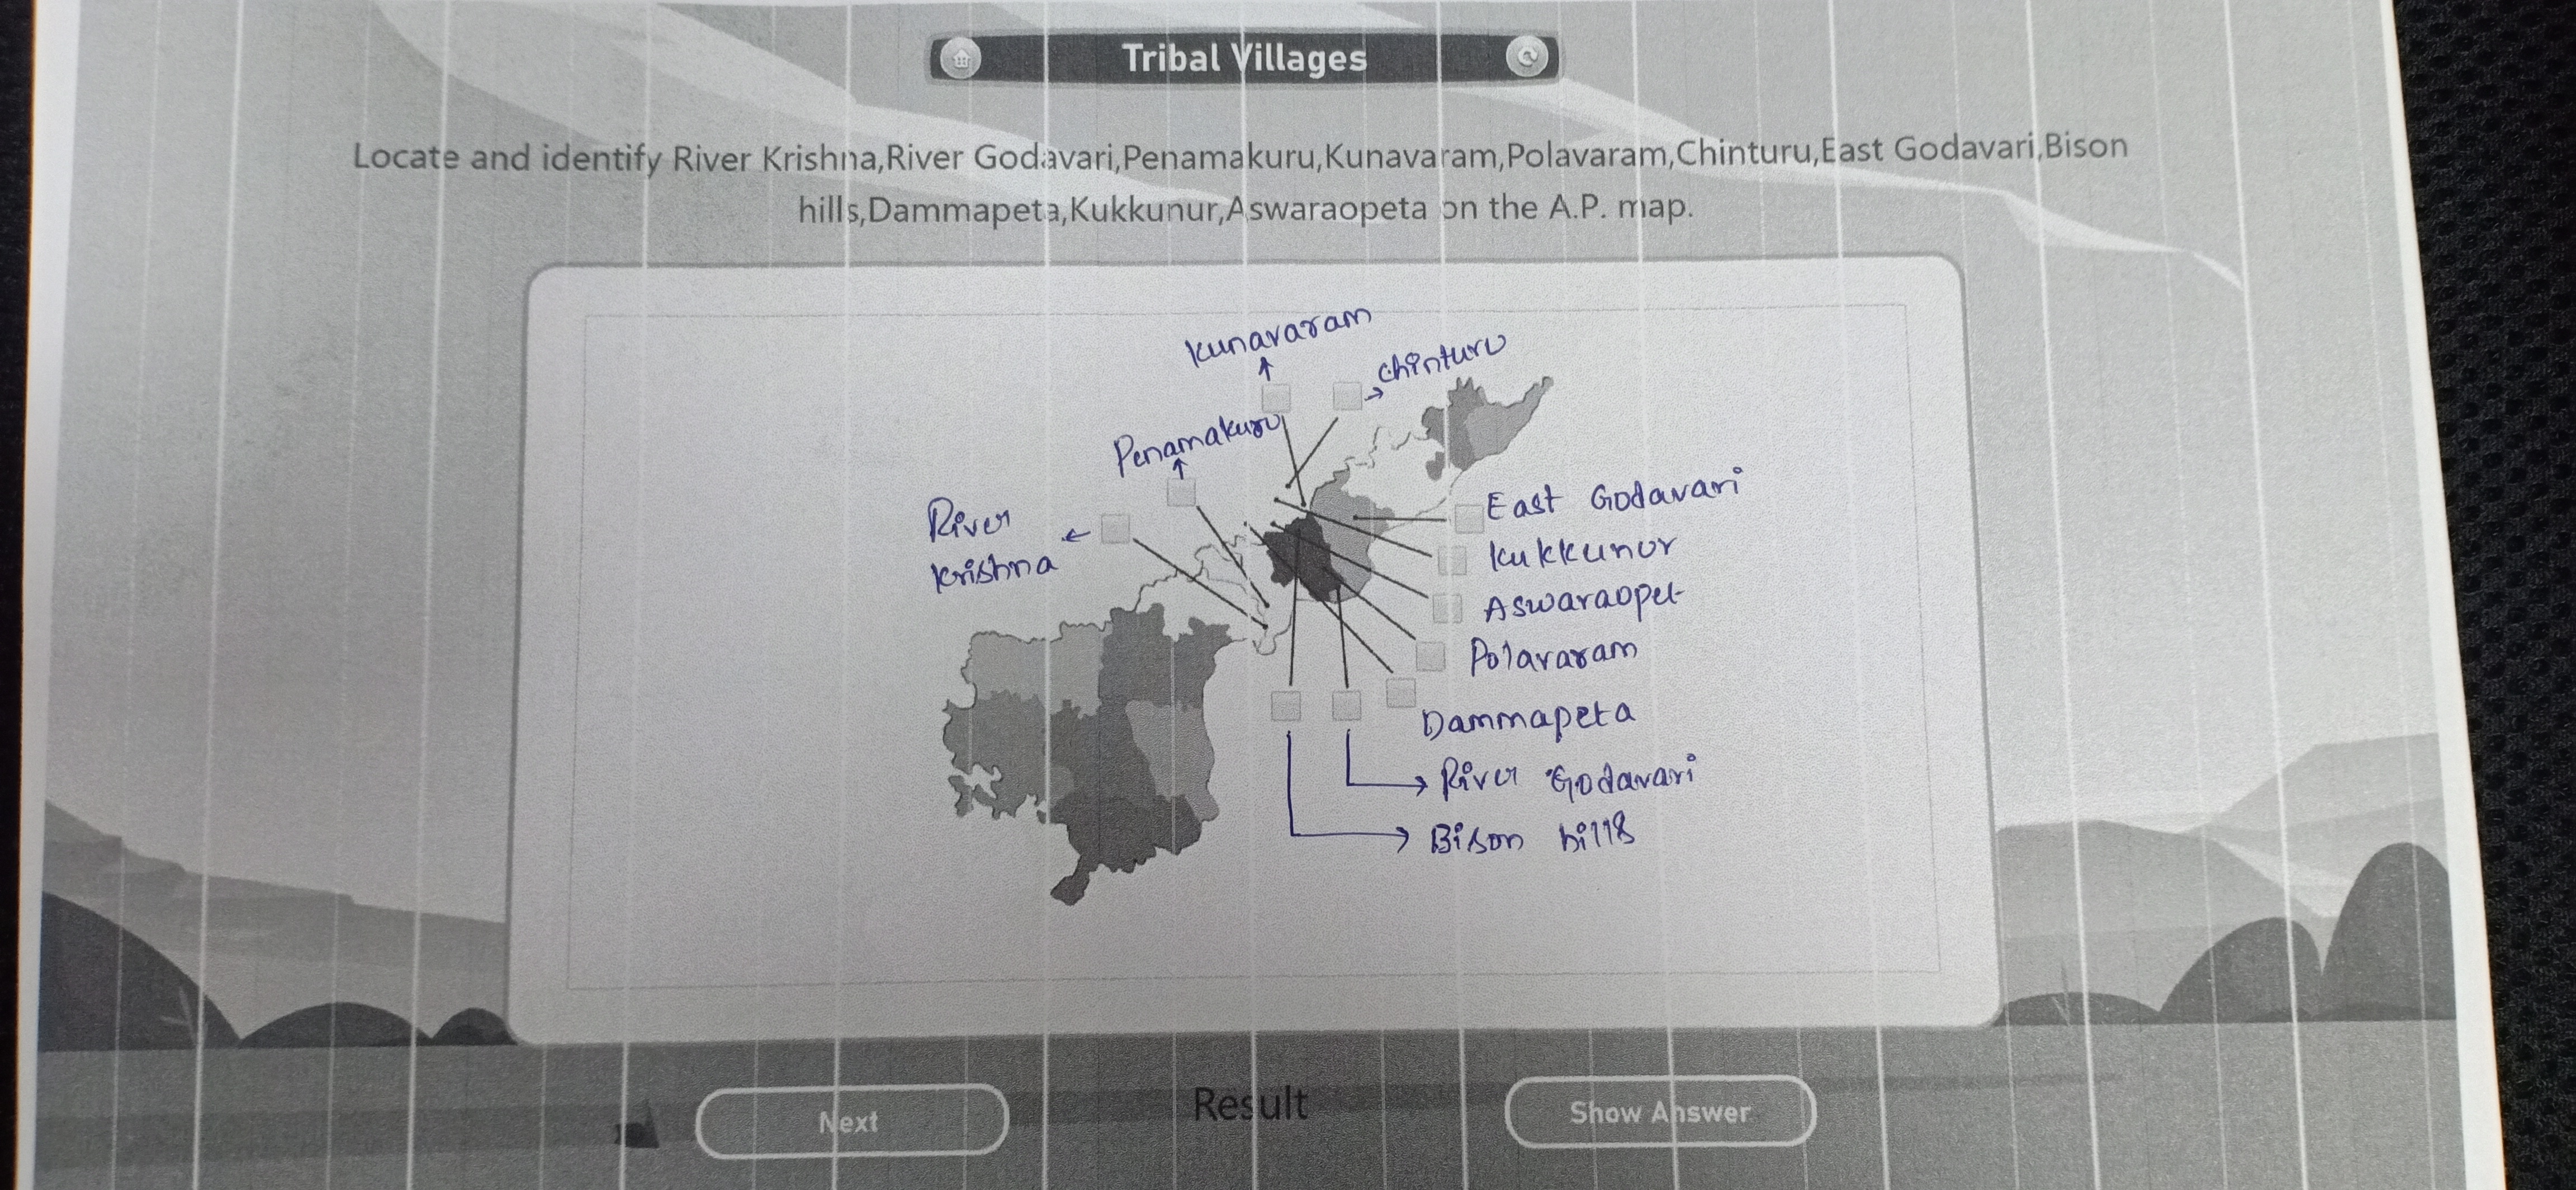 Tribal Villages
Locate and identify River Krishna,River Godavari,Penamakuru,Kunavaram,Polavaram,Chinturu,East Godavari,Bison
hills,Dammapeta,Kukkunur,Aswaraopeta on the A.P. map.
Kunavaram
chinturu
Penamakuru
River
Krishna
East Godavari
Kukkunur
Aswaraopet
Polavaram
Dammapeta
River Godavari
Bison hills
Next
Result
Show Answer